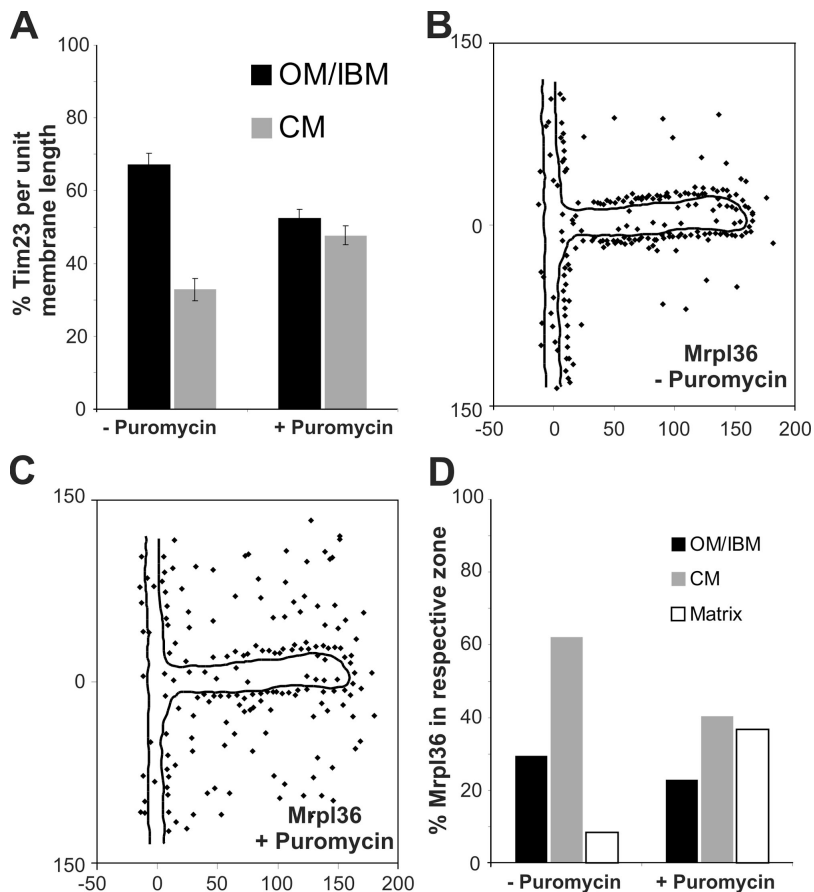 A
100
80
60
40
20
0
% Tim23 per unit
membrane length
OM/IBM
CM
- Puromycin
+ Puromycin
B
150
0
150
-50
0
50
100
150
200
Mrpl36
- Puromycin
C
150
0
150
-50
0
50
100
150
200
Mrpl36
+ Puromycin
D
100
80
60
40
20
0
% Mrpl36 in respective zone
OM/IBM
CM
Matrix
- Puromycin
+ Puromycin